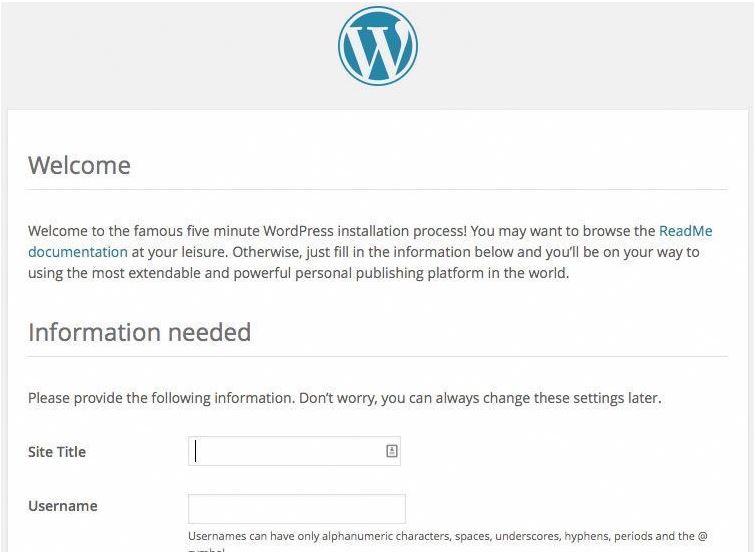 Welcome
Welcome to the famous five minute WordPress installation process! You may want to browse the ReadMe
documentation at your leisure. Otherwise, just fill in the information below and you'll be on your way to
using the most extendable and powerful personal publishing platform in the world.
Information needed
Please provide the following information. Don't worry, you can always change these settings later.
Site Title
Username
Usernames can have only alphanumeric characters, spaces, underscores, hyphens, periods and the @